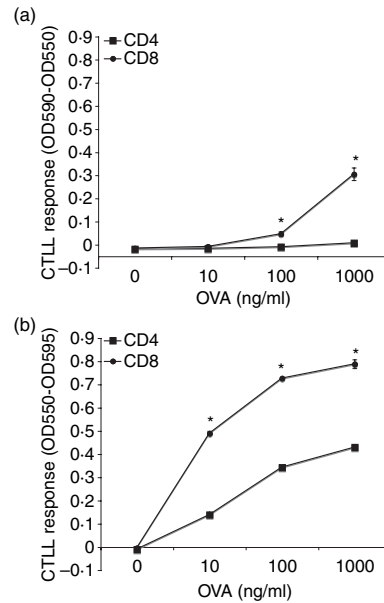 (a)
0·9
0·8
0·7
0·6
0·5
0·4
0·3
0·2
0·1
0
–0·1
CTLL response (OD590-OD550)
CD4
CD8
*
*
0 10 100 1000
OVA (ng/ml)
(b)
0·9
0·8
0·7
0·6
0·5
0·4
0·3
0·2
0·1
0
–0·1
CTLL response (OD550-OD595)
CD4
CD8
*
*
*
0 10 100 1000
OVA (ng/ml)